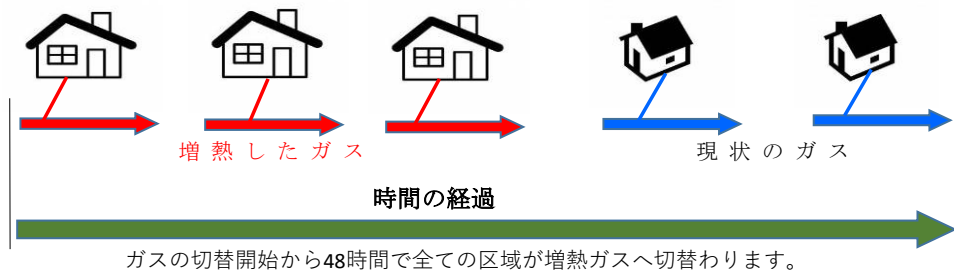 増熱したガス
現状のガス
時間の経過
ガスの切替開始から48時間で全ての区域が増熱ガスへ切替わります。